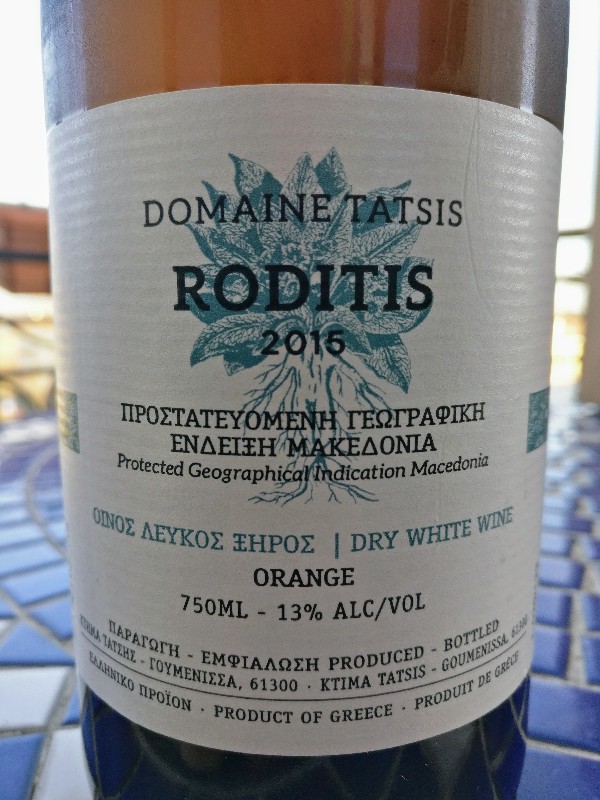 DOMAINE TATSIS
RODITIS
2015
ΠΡΟΣΤΑΤΕΥΟΜΕΝΗ ΓΕΩΓΡΑΦΙΚΗ
ΕΝΔΕΙΞΗ ΜΑΚΕΔΟΝΙΑ
Protected Geographical Indication Macedonia
ΟΙΝΟΣ ΛΕΥΚΟΣ ΞΗΡΟΣ | DRY WHITE WINE
ORANGE
750ML - 13% ALC/VOL
ΠΑΡΑΓΩΓΗ - ΕΜΦΙΑΛΩΣΗ PRODUCED - BOTTLED
ΚΤΗΜΑ ΤΑΤΣΗΣ - ΓΟΥΜΕΝΙΣΣΑ, 61300 · KTIMA TATSIS - GOUMENISSA, 61300
ΕΛΛΗΝΙΚΟ ΠΡΟΪΟΝ · PRODUCT OF GREECE · PRODUIT DE GRÈCE